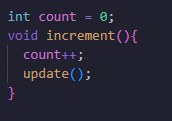 int count = 0;
void increment(){
  count++;
  update();
}